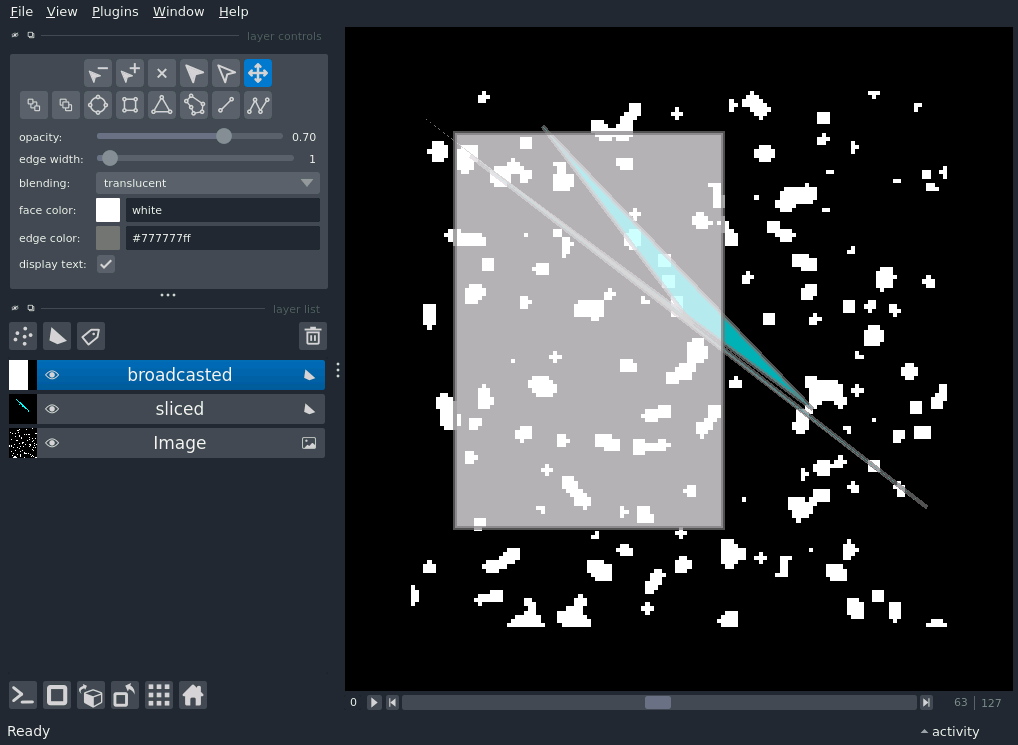 File View Plugins Window Help
layer controls
opacity: 0.70
edge width: 1
blending: translucent
face color: white
edge color: #777777ff
display text:
layer list
broadcasted
sliced
Image
0 63 | 127
Ready activity